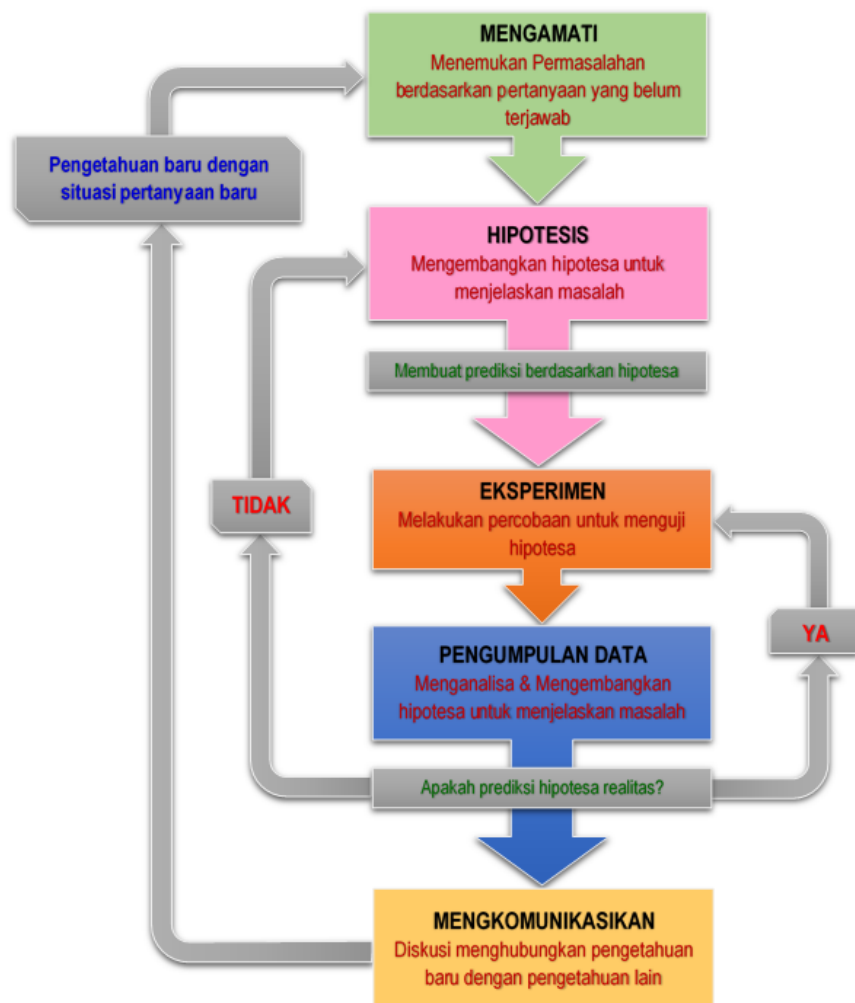 MENGAMATI
Menemukan Permasalahan
berdasarkan pertanyaan yang belum
terjawab
Pengetahuan baru dengan
situasi pertanyaan baru
HIPOTESIS
Mengembangkan hipotesa untuk
menjelaskan masalah
Membuat prediksi berdasarkan hipotesa
TIDAK
EKSPERIMEN
Melakukan percobaan untuk menguji
hipotesa
YA
PENGUMPULAN DATA
Menganalisa & Mengembangkan
hipotesa untuk menjelaskan masalah
Apakah prediksi hipotesa realitas?
MENGKOMUNIKASIKAN
Diskusi menghubungkan pengetahuan
baru dengan pengetahuan lain